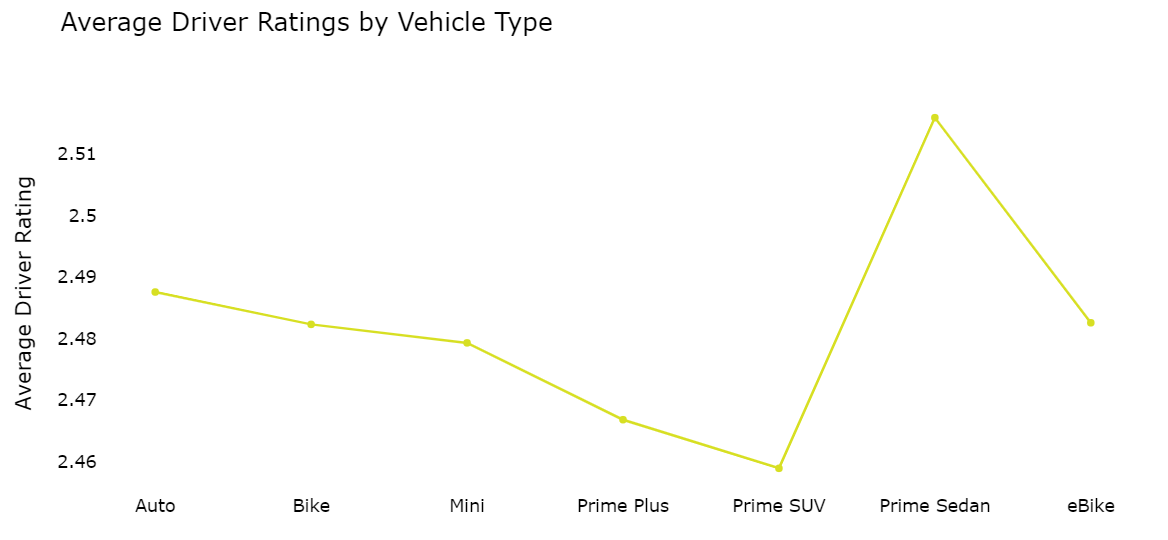 Average Driver Ratings by Vehicle Type
Average Driver Rating
2.51
2.5
2.49
2.48
2.47
2.46
Auto Bike Mini Prime Plus Prime SUV Prime Sedan eBike